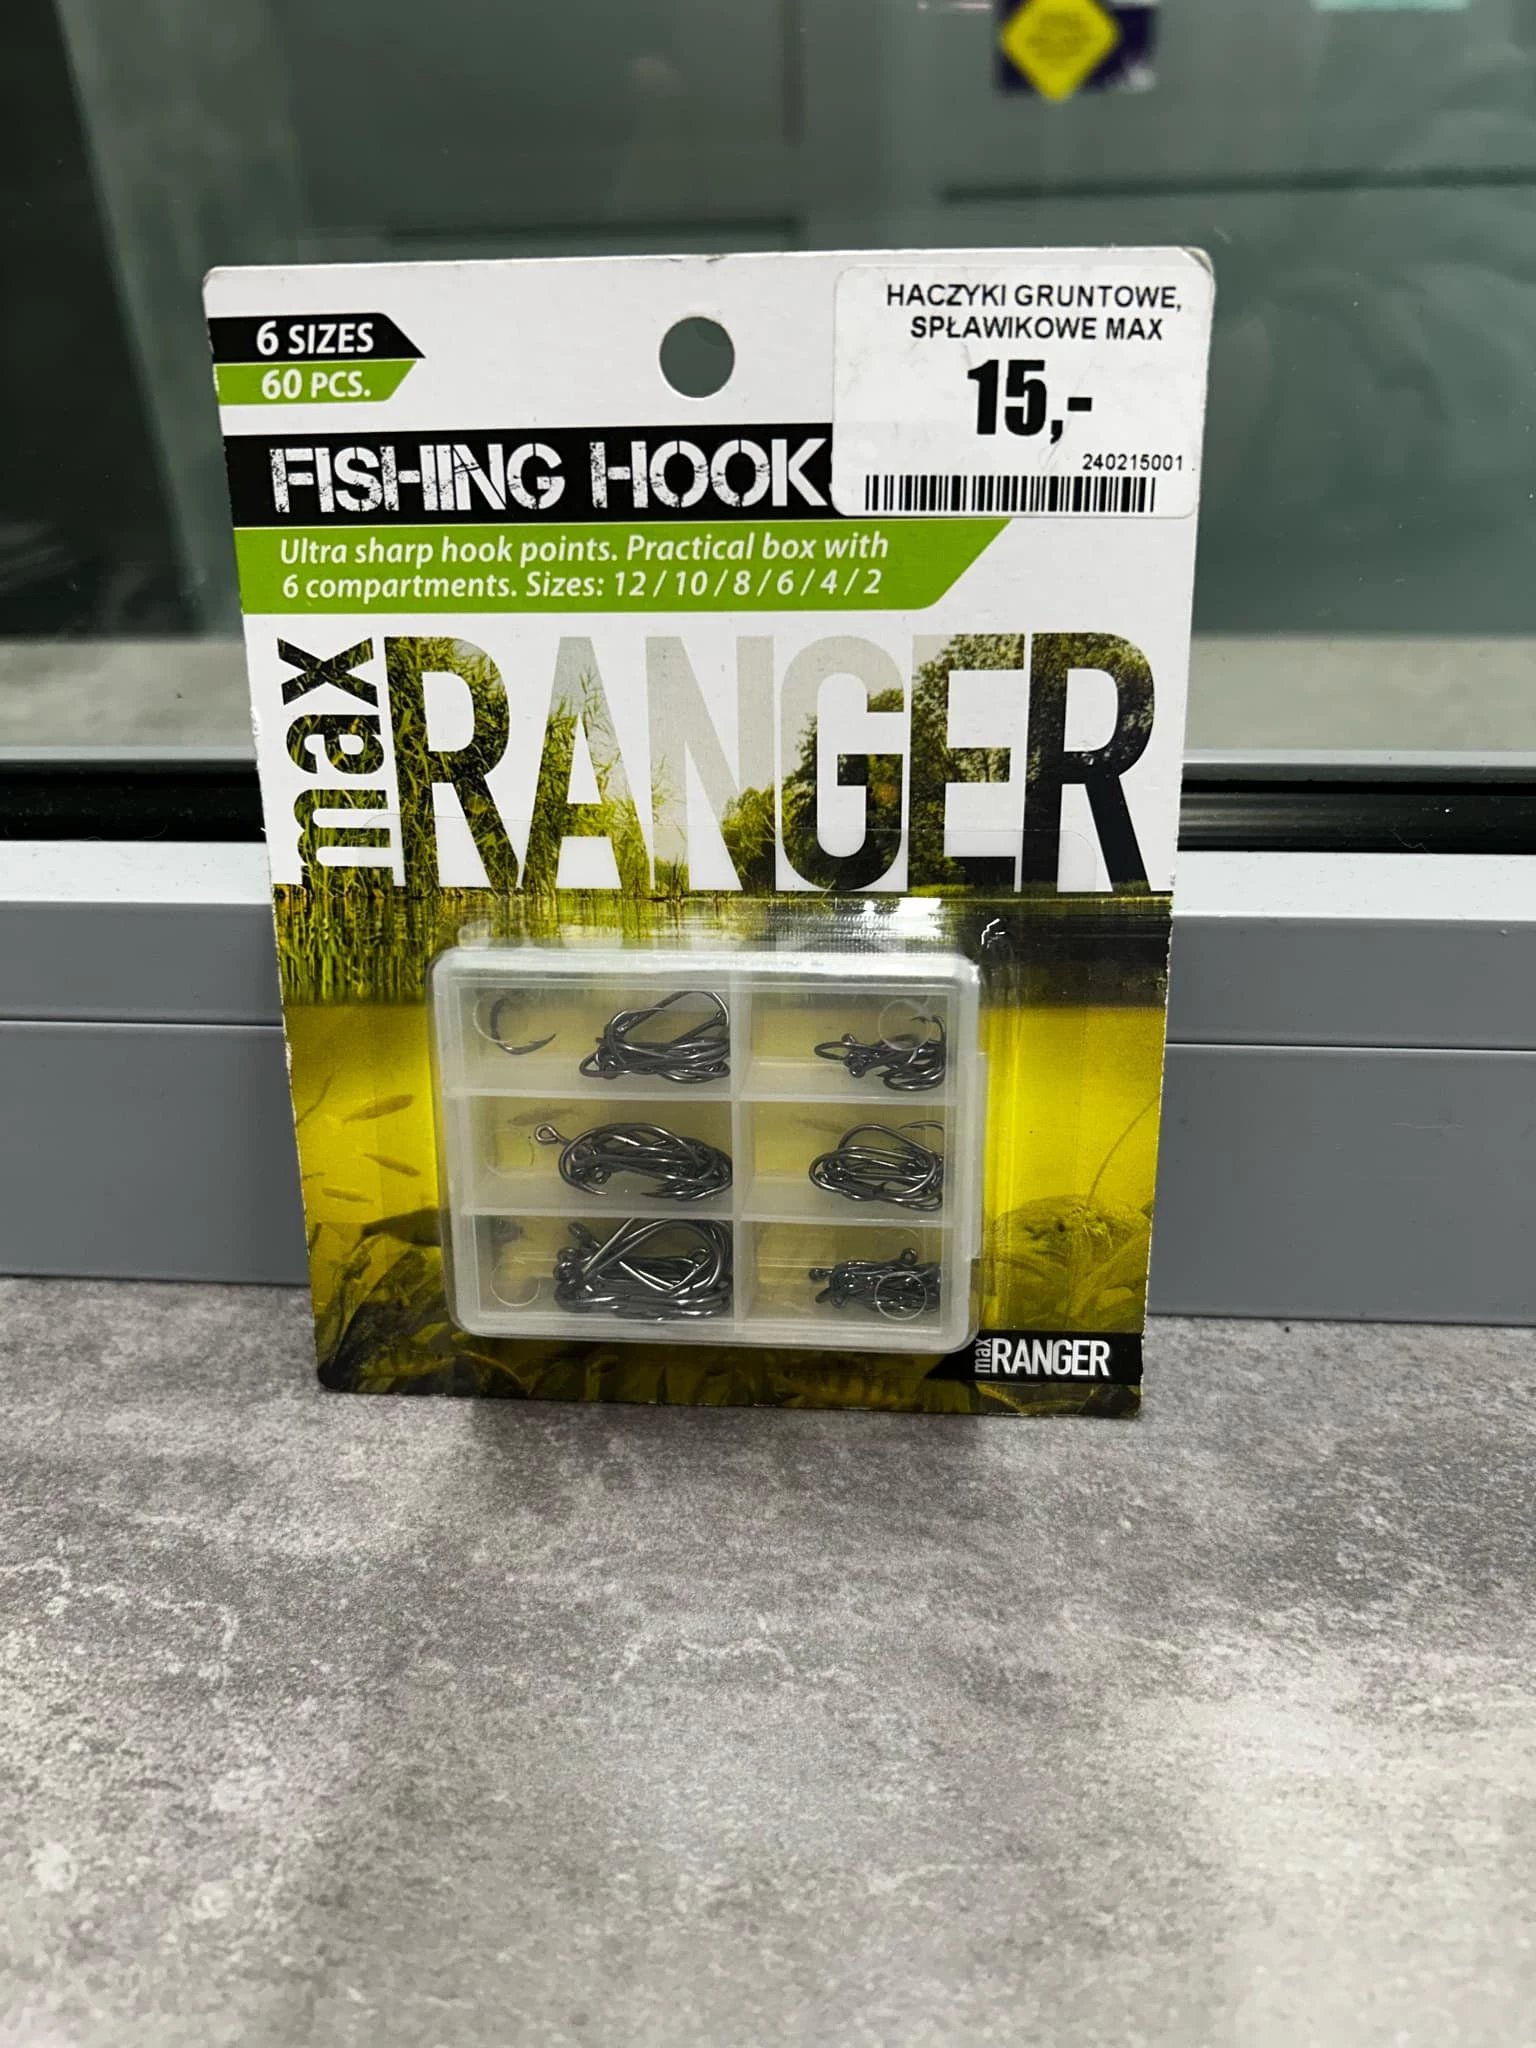 6 SIZES
60 PCS.
HACZYKI GRUNTOWE,
SPŁAWIKOWE MAX
15,-
240215001
FISHING HOOKS
Ultra sharp hook points. Practical box with
6 compartments. Sizes: 12 / 10 / 8 / 6 / 4 / 2
max RANGER
max RANGER